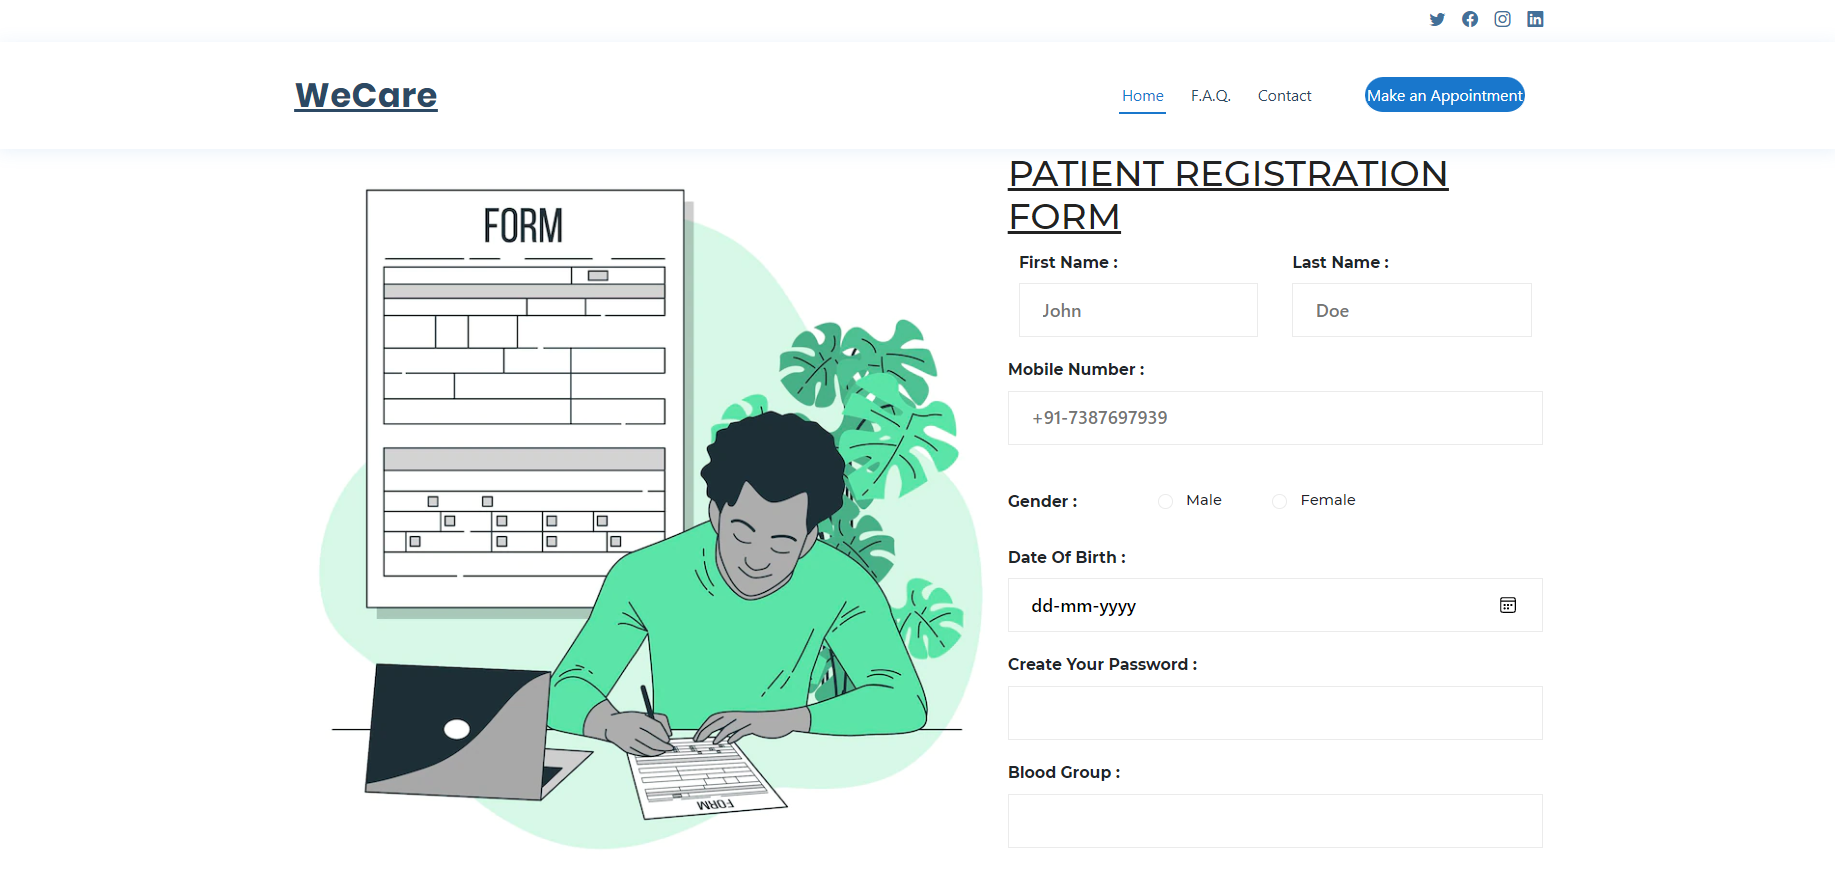 WeCare
Home F.A.Q. Contact Make an Appointment
PATIENT REGISTRATION
FORM
FORM
First Name : Last Name :
John Doe
Mobile Number :
+91-7387697939
Gender : Male Female
Date Of Birth :
dd-mm-yyyy
Create Your Password :
Blood Group :
FORM